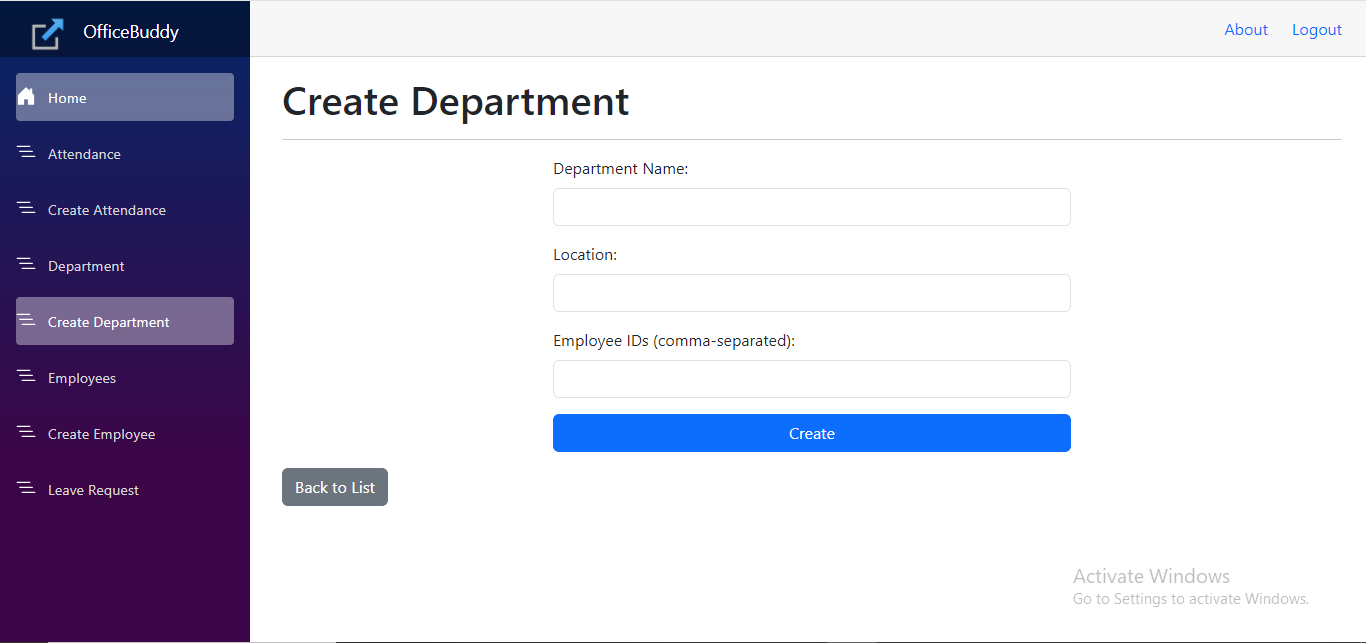 OfficeBuddy
About
Logout
Home
Attendance
Create Attendance
Department
Create Department
Employees
Create Employee
Leave Request
Create Department
Department Name:
Location:
Employee IDs (comma-separated):
Create
Back to List
Activate Windows
Go to Settings to activate Windows.